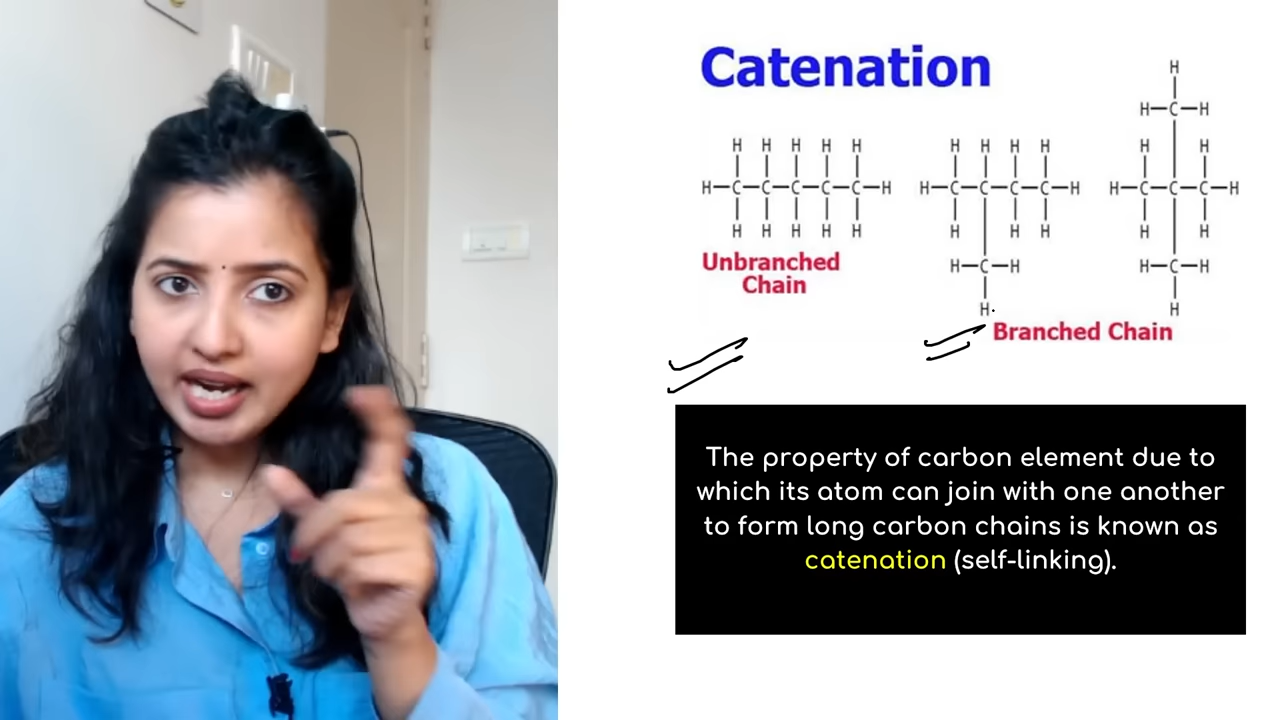 Catenation
H
H—C—H
H H H H H H H H H H H
H—C—C—C—C—C—H H—C—C—C—C—H H—C—C—C—H
H H H H H H H H H H
H—C—H H—C—H
H H
Unbranched
Chain
Branched Chain
The property of carbon element due to
which its atom can join with one another
to form long carbon chains is known as
catenation (self-linking).